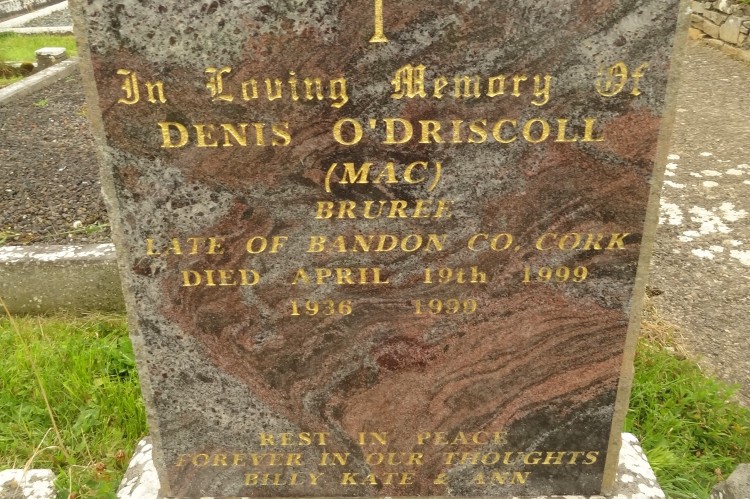 In Loving Memory Of
DENIS O'DRISCOLL
(MAC)
BRUREE
LATE OF BANDON CO. CORK
DIED APRIL 19th 1999
1936 1999
REST IN PEACE
FOREVER IN OUR THOUGHTS
BILLY KATE & ANN